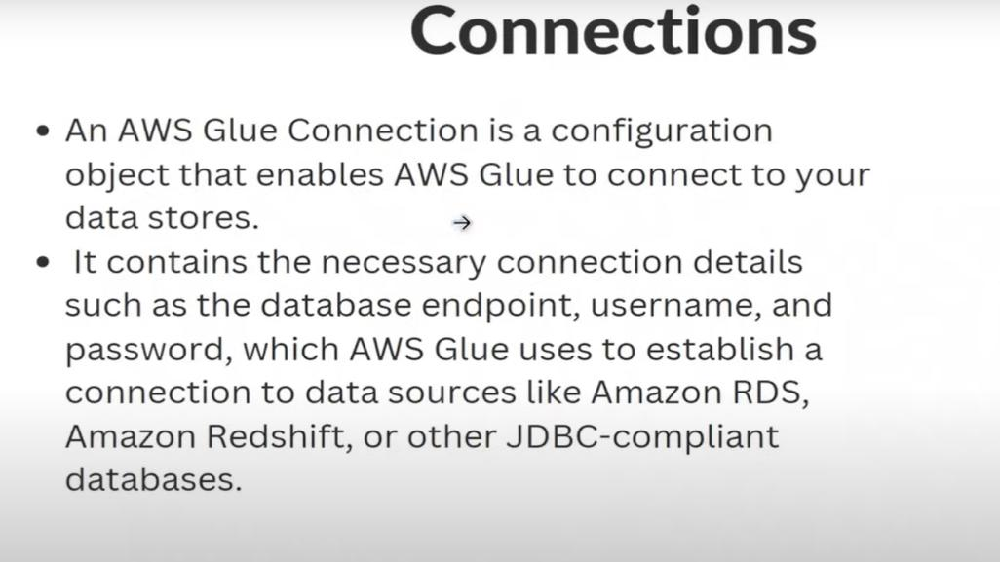 Connections
• An AWS Glue Connection is a configuration
object that enables AWS Glue to connect to your
data stores.
• It contains the necessary connection details
such as the database endpoint, username, and
password, which AWS Glue uses to establish a
connection to data sources like Amazon RDS,
Amazon Redshift, or other JDBC-compliant
databases.